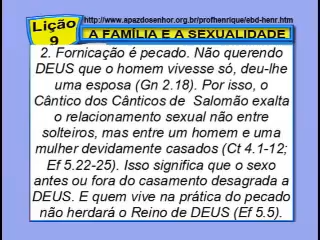 Lição
9
http://www.apazdosenhor.org.br/profhenrique/ebd-henr.htm
A FAMÍLIA E A SEXUALIDADE
2. Fornicação é pecado. Não querendo
DEUS que o homem vivesse só, deu-lhe
uma esposa (Gn 2.18). Por isso, o
Cântico dos Cânticos de Salomão exalta
o relacionamento sexual não entre
solteiros, mas entre um homem e uma
mulher devidamente casados (Ct 4.1-12;
Ef 5.22-25). Isso significa que o sexo
antes ou fora do casamento desagrada a
DEUS. E quem vive na prática do pecado
não herdará o Reino de DEUS (Ef 5.5).